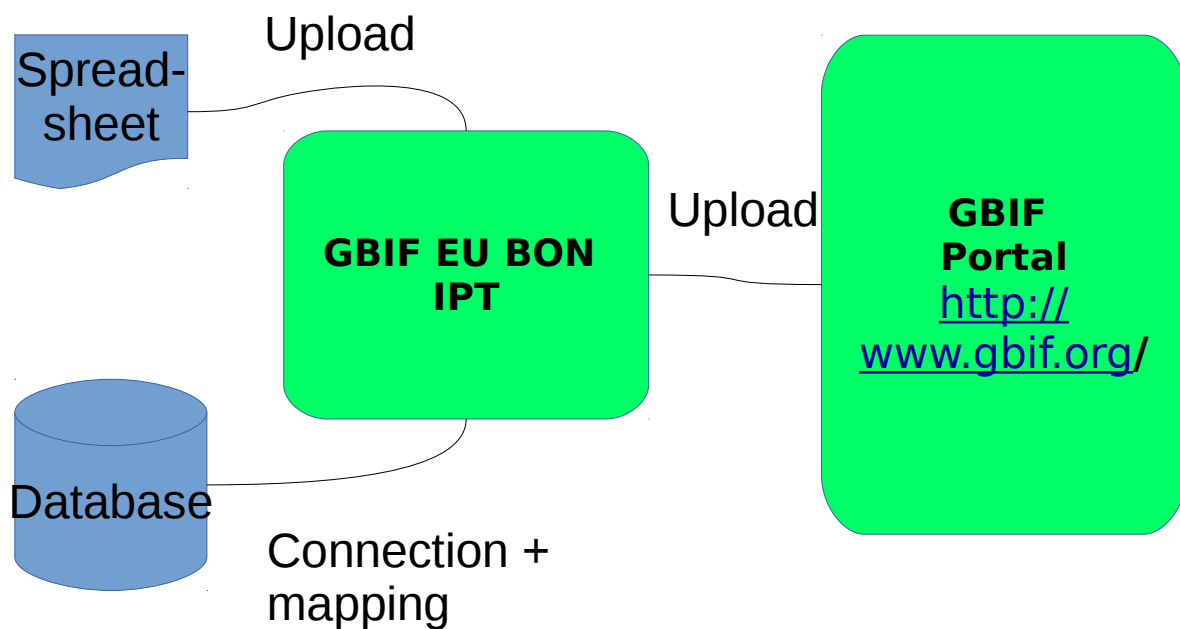 Upload
Spread-
sheet
GBIF EU BON
IPT
Upload
GBIF
Portal
http://
www.gbif.org/
Database
Connection +
mapping